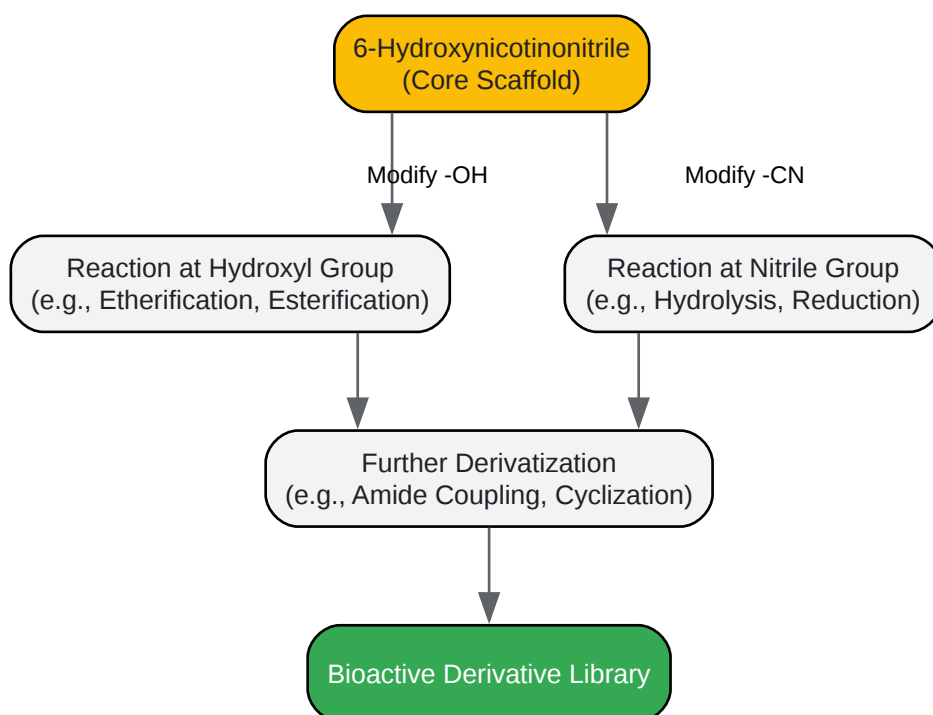 6-Hydroxynicotinonitrile
(Core Scaffold)
Modify -OH
Modify -CN
Reaction at Hydroxyl Group
(e.g., Etherification, Esterification)
Reaction at Nitrile Group
(e.g., Hydrolysis, Reduction)
Further Derivatization
(e.g., Amide Coupling, Cyclization)
Bioactive Derivative Library